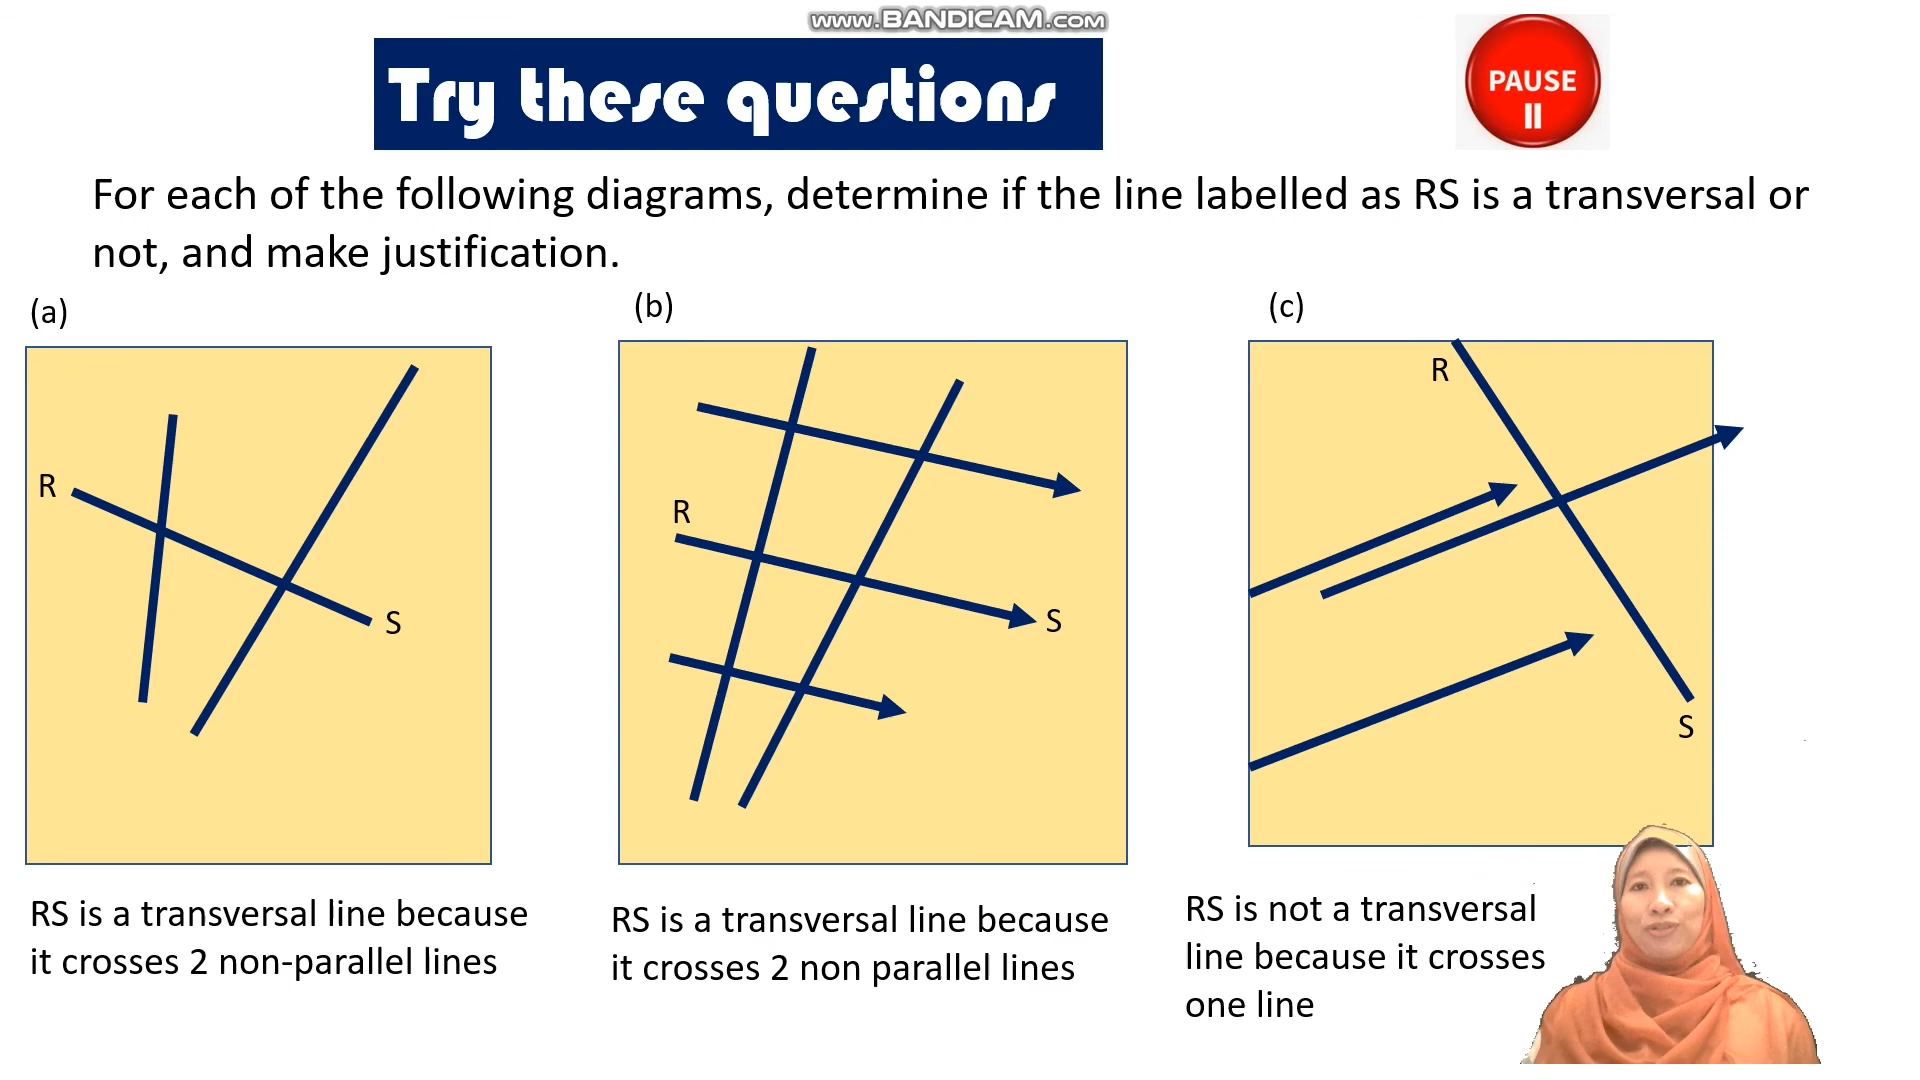 www.BANDICAM.com
Try these questions
PAUSE
For each of the following diagrams, determine if the line labelled as RS is a transversal or
not, and make justification.
(a)
R
S
RS is a transversal line because
it crosses 2 non-parallel lines
(b)
R
S
RS is a transversal line because
it crosses 2 non parallel lines
(c)
R
S
RS is not a transversal
line because it crosses
one line